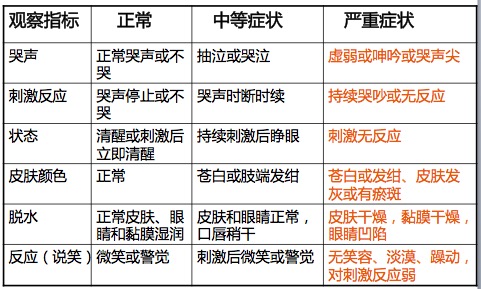 观察指标 正常 中等症状 严重症状
哭声 正常哭声或不哭 抽泣或哭泣 虚弱或呻吟或哭声尖
刺激反应 哭声停止或不哭 哭声时断时续 持续哭吵或无反应
状态 清醒或刺激后立即清醒 持续刺激后睁眼 刺激无反应
皮肤颜色 正常 苍白或肢端发绀 苍白或发绀、皮肤发灰或有瘀斑
脱水 正常皮肤、眼睛和黏膜湿润 皮肤和眼睛正常，口唇稍干 皮肤干燥，黏膜干燥，眼睛凹陷
反应（说笑） 微笑或警觉 刺激后微笑或警觉 无笑容、淡漠、躁动，对刺激反应弱